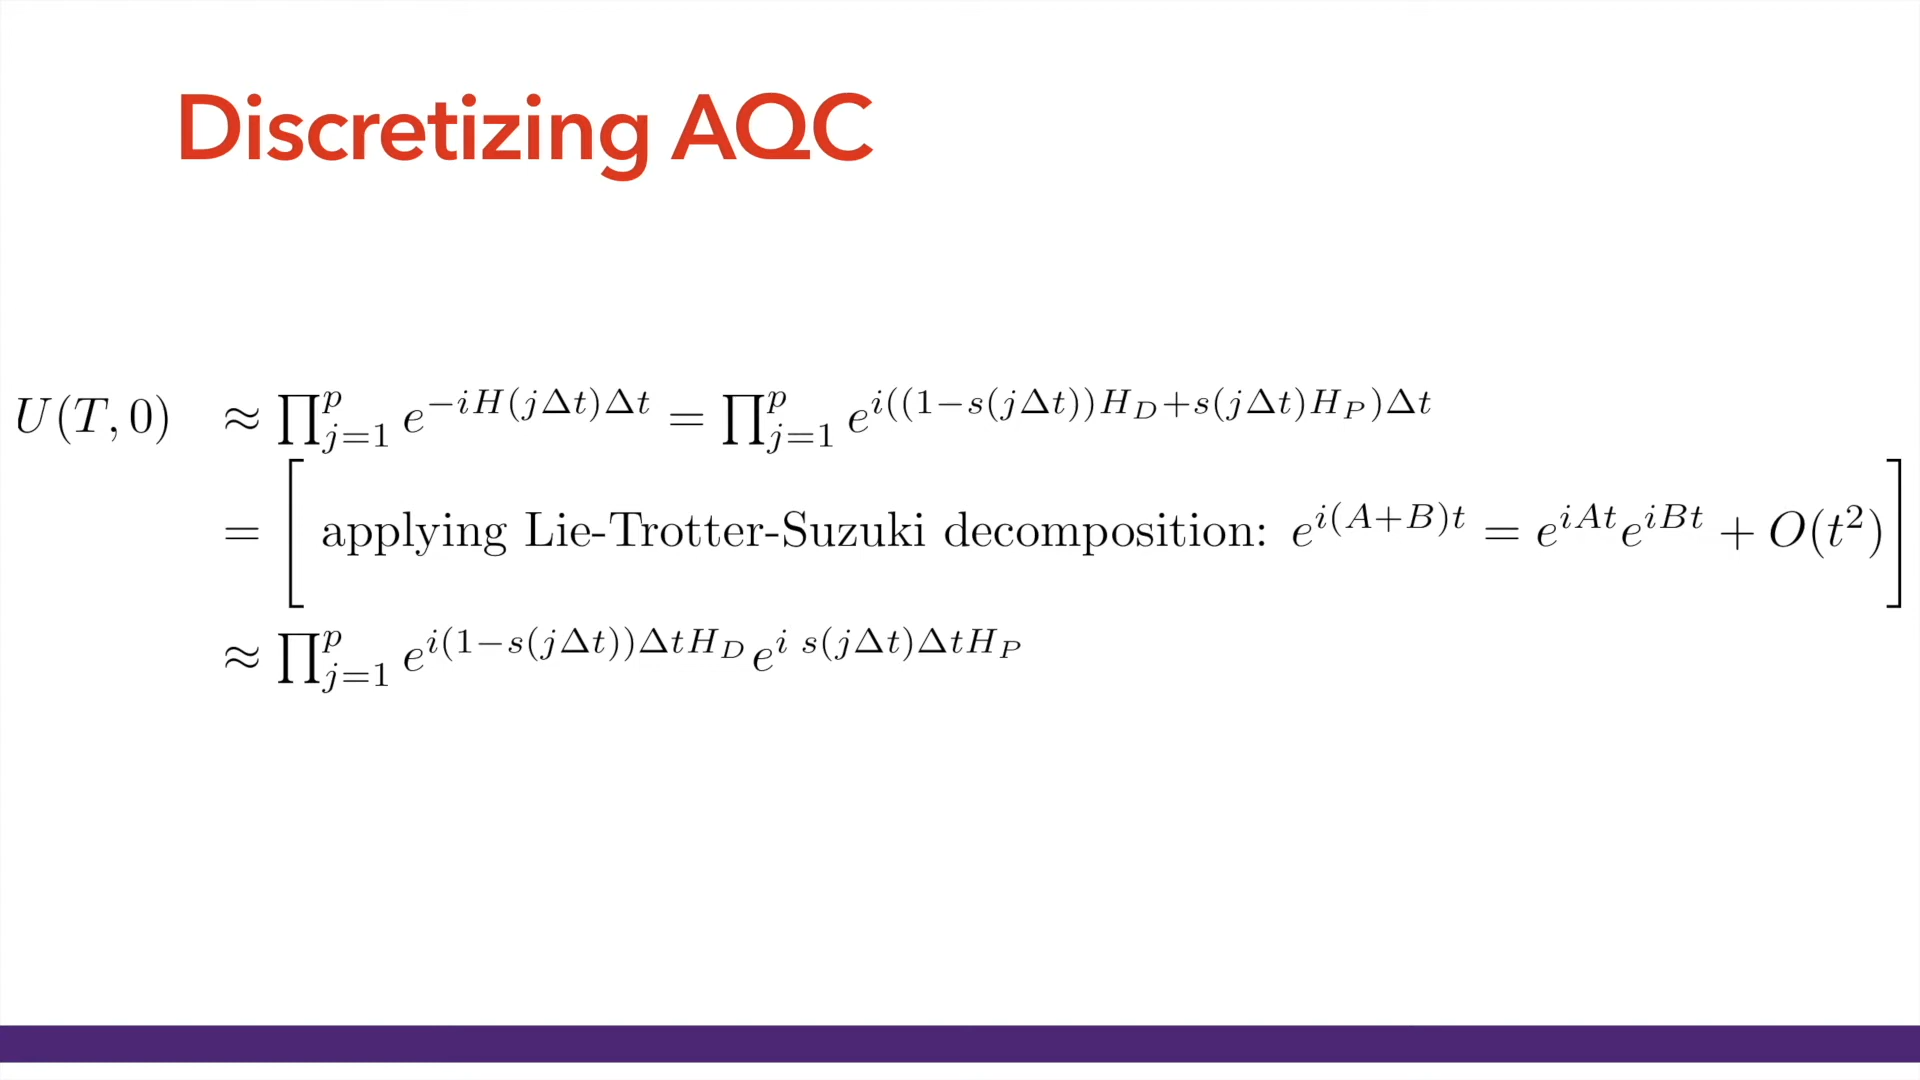 Discretizing AQC
U(T, 0) ≈ ∏_{j=1}^{p} e^{−iH(jΔt)Δt} = ∏_{j=1}^{p} e^{i((1−s(jΔt))H_D+s(jΔt)H_P)Δt}
= [ applying Lie-Trotter-Suzuki decomposition: e^{i(A+B)t} = e^{iAt}e^{iBt} + O(t²) ]
≈ ∏_{j=1}^{p} e^{i(1−s(jΔt))ΔtH_D}e^{i s(jΔt)ΔtH_P}